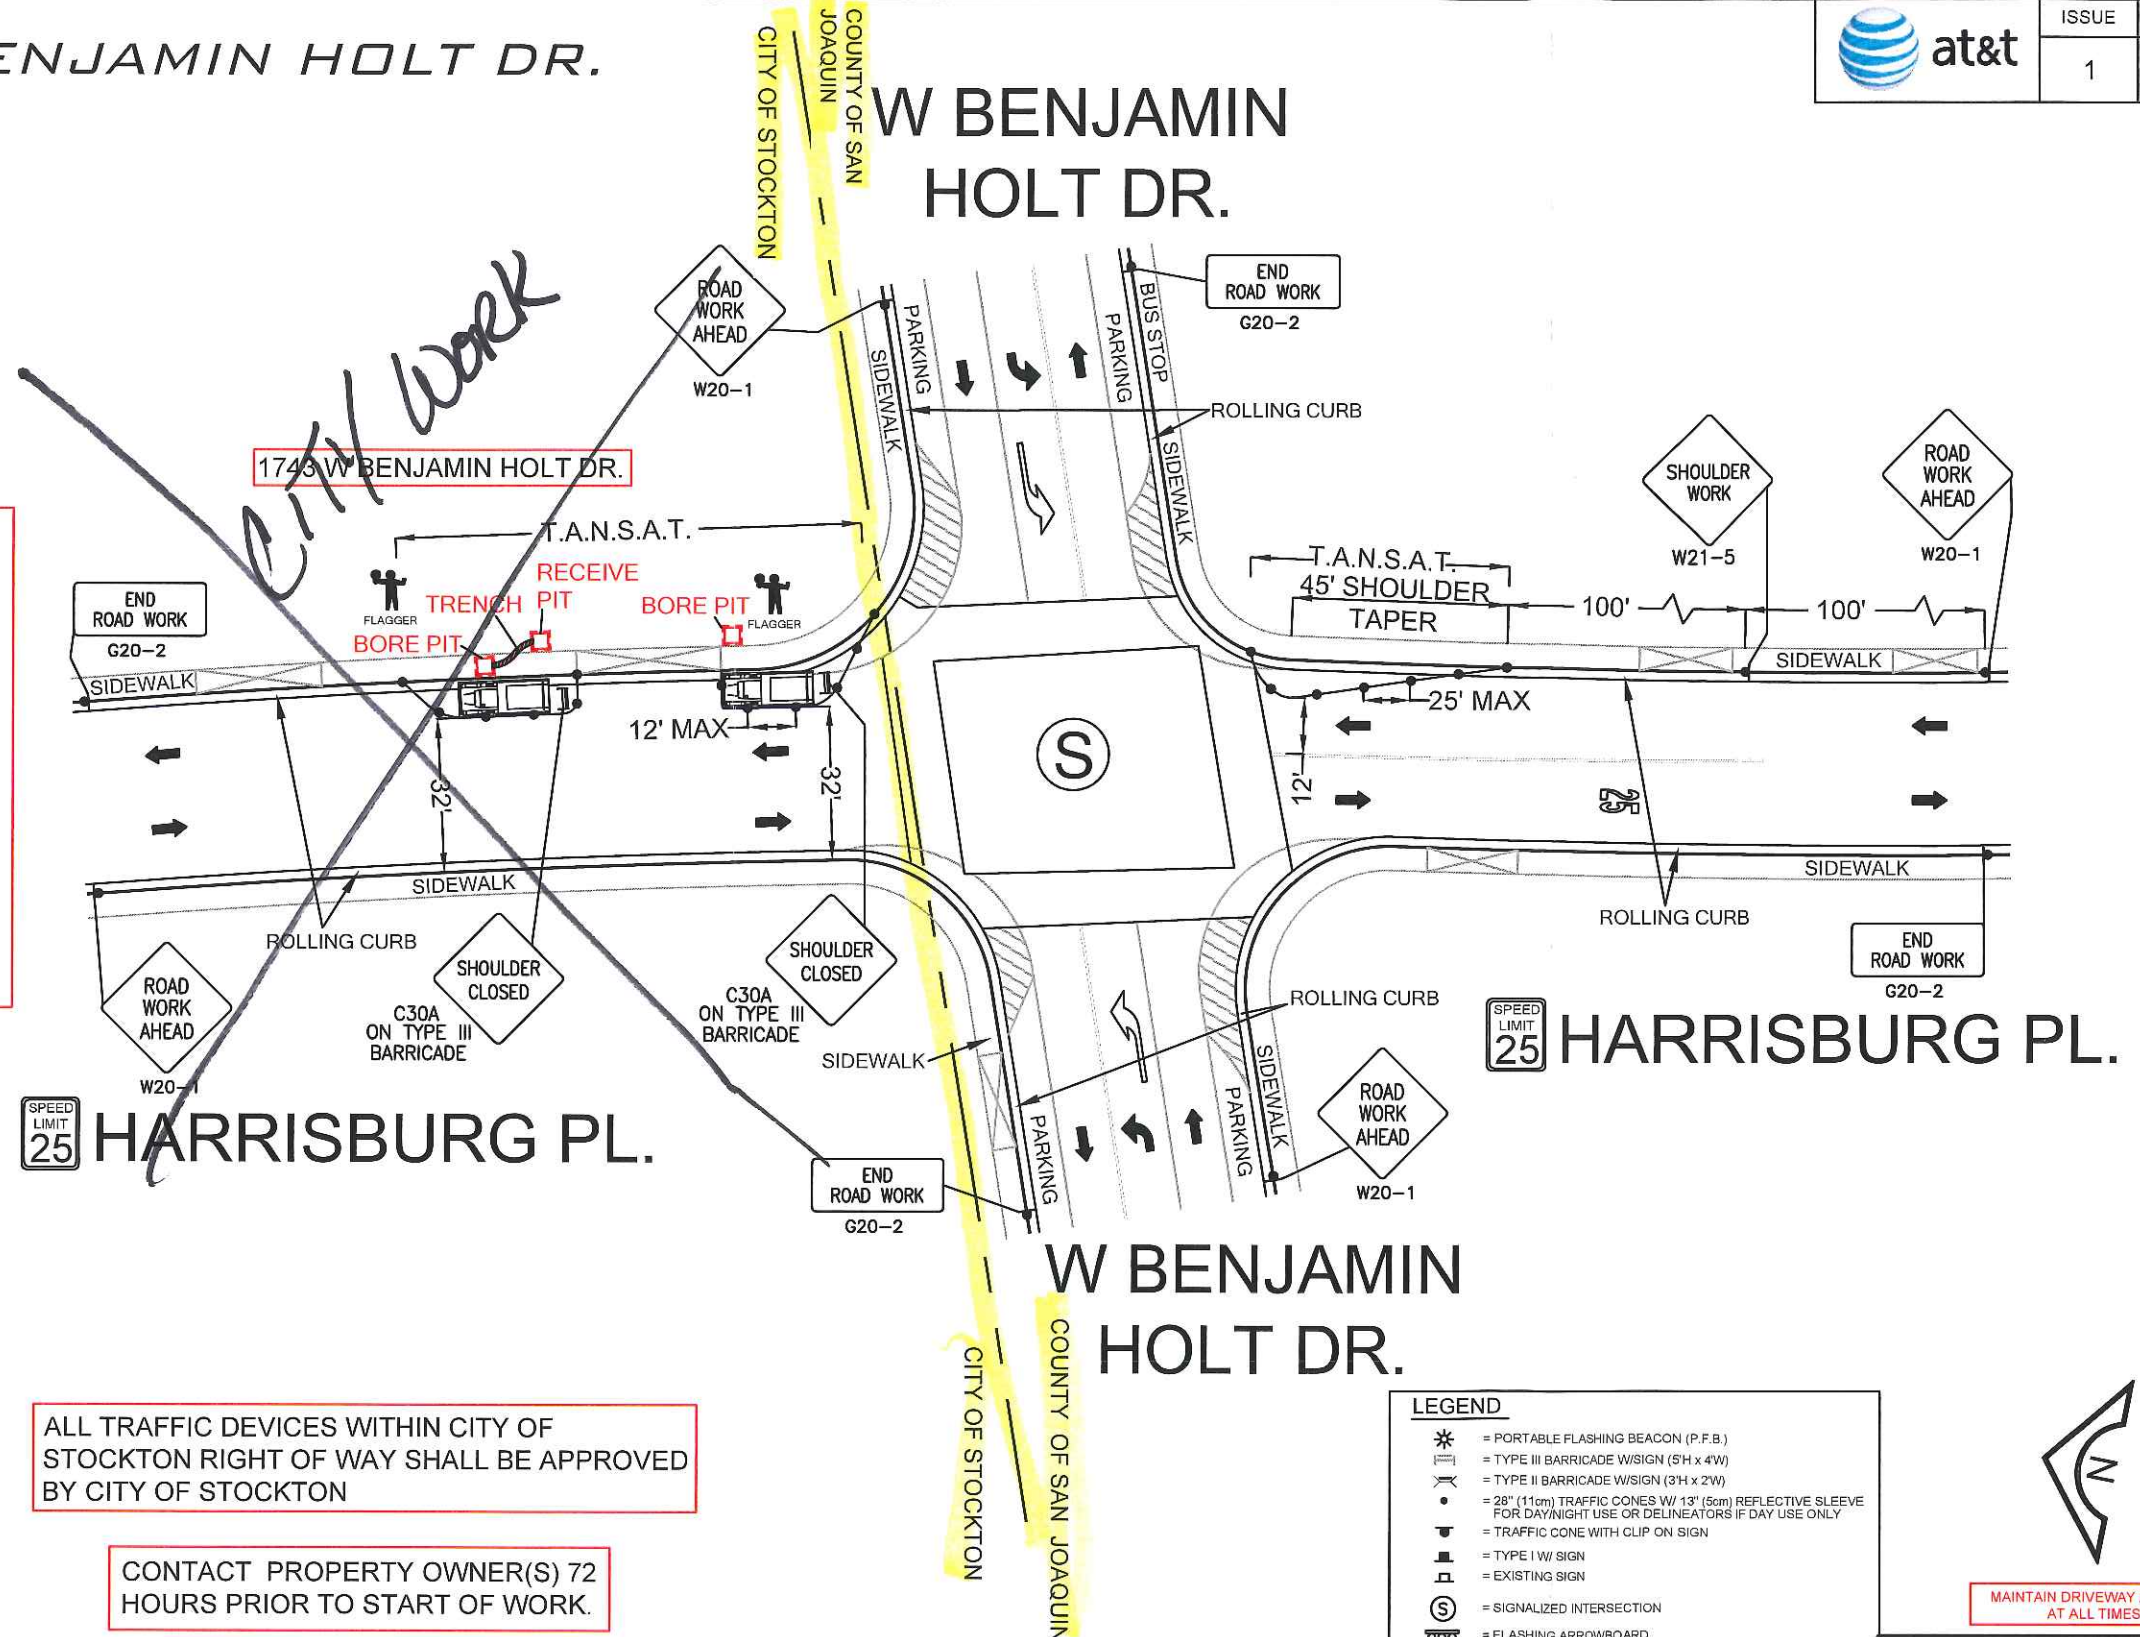 ENJAMIN HOLT DR.
COUNTY OF SAN
JOAQUIN
CITY OF STOCKTON
W BENJAMIN
HOLT DR.
at&t
ISSUE
1
CITY WORK
ROAD
WORK
AHEAD
W20-1
END
ROAD WORK
G20-2
PARKING
SIDEWALK
BUS STOP
PARKING
SIDEWALK
ROLLING CURB
1743 W BENJAMIN HOLT DR.
T.A.N.S.A.T.
FLAGGER
TRENCH
RECEIVE
PIT
BORE PIT
BORE PIT
FLAGGER
END
ROAD WORK
G20-2
SIDEWALK
12' MAX
32'
32'
SIDEWALK
ROLLING CURB
T.A.N.S.A.T.
45' SHOULDER
TAPER
100'
100'
SHOULDER
WORK
W21-5
ROAD
WORK
AHEAD
W20-1
SIDEWALK
25' MAX
12'
25
S
SIDEWALK
ROLLING CURB
END
ROAD WORK
G20-2
ROAD
WORK
AHEAD
W20-1
SHOULDER
CLOSED
C30A
ON TYPE III
BARRICADE
SHOULDER
CLOSED
C30A
ON TYPE III
BARRICADE
SIDEWALK
ROLLING CURB
SPEED
LIMIT
25
HARRISBURG PL.
SPEED
LIMIT
25
HARRISBURG PL.
END
ROAD WORK
G20-2
PARKING
PARKING
SIDEWALK
ROAD
WORK
AHEAD
W20-1
W BENJAMIN
HOLT DR.
CITY OF STOCKTON
COUNTY OF SAN JOAQUIN
ALL TRAFFIC DEVICES WITHIN CITY OF
STOCKTON RIGHT OF WAY SHALL BE APPROVED
BY CITY OF STOCKTON
CONTACT PROPERTY OWNER(S) 72
HOURS PRIOR TO START OF WORK.
LEGEND
= PORTABLE FLASHING BEACON (P.F.B.)
= TYPE III BARRICADE W/SIGN (5'H x 4'W)
= TYPE II BARRICADE W/SIGN (3'H x 2'W)
= 28" (11cm) TRAFFIC CONES W/ 13" (5cm) REFLECTIVE SLEEVE
FOR DAY/NIGHT USE OR DELINEATORS IF DAY USE ONLY
= TRAFFIC CONE WITH CLIP ON SIGN
= TYPE I W/ SIGN
= EXISTING SIGN
S = SIGNALIZED INTERSECTION
= FLASHING ARROWBOARD
N
MAINTAIN DRIVEWAY
AT ALL TIMES